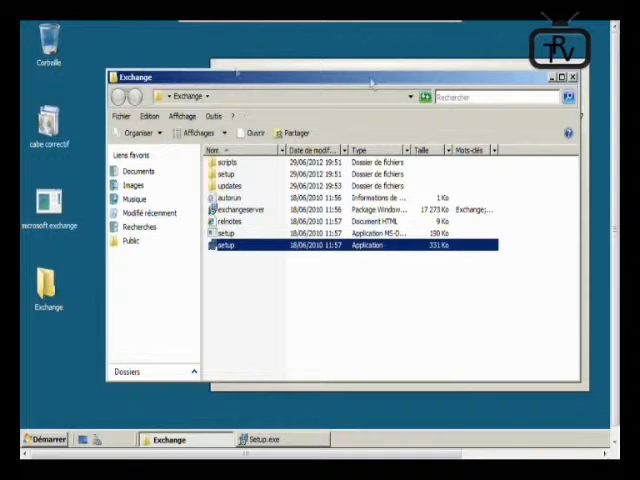 TRV
Corbeille
cabe correctif
microsoft exchange
Exchange
Exchange
Exchange
Rechercher
Fichier Edition Affichage Outils ?
Organiser Affichages Ouvrir Partager
Liens favoris
Documents
Images
Musique
Modifié récemment
Recherches
Public
Dossiers
Nom Date de modif... Type Taille Mots-clés
scripts 29/06/2012 19:51 Dossier de fichiers
setup 29/06/2012 19:51 Dossier de fichiers
updates 29/06/2012 19:53 Dossier de fichiers
autorun 18/06/2010 11:56 Informations de ... 1 Ko
exchangeserver 18/06/2010 11:56 Package Window... 17 273 Ko Exchange;...
relnotes 18/06/2010 11:57 Document HTML 9 Ko
setup 18/06/2010 11:57 Application MS-D... 190 Ko
setup 18/06/2010 11:57 Application 331 Ko
Démarrer Exchange Setup.exe